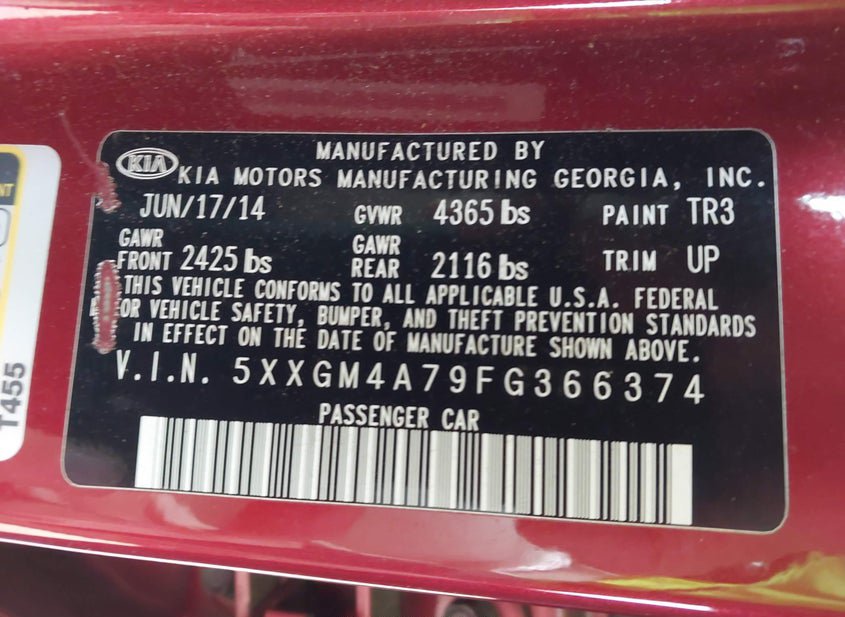 MANUFACTURED BY
KIA KIA MOTORS MANUFACTURING GEORGIA, INC.
JUN/17/14 GVWR 4365 lbs PAINT TR3
GAWR FRONT 2425 lbs GAWR REAR 2116 lbs TRIM UP
THIS VEHICLE CONFORMS TO ALL APPLICABLE U.S.A. FEDERAL
OR VEHICLE SAFETY, BUMPER, AND THEFT PREVENTION STANDARDS
IN EFFECT ON THE DATE OF MANUFACTURE SHOWN ABOVE.
V.I.N. 5XXGM4A79FG366374
PASSENGER CAR
T455